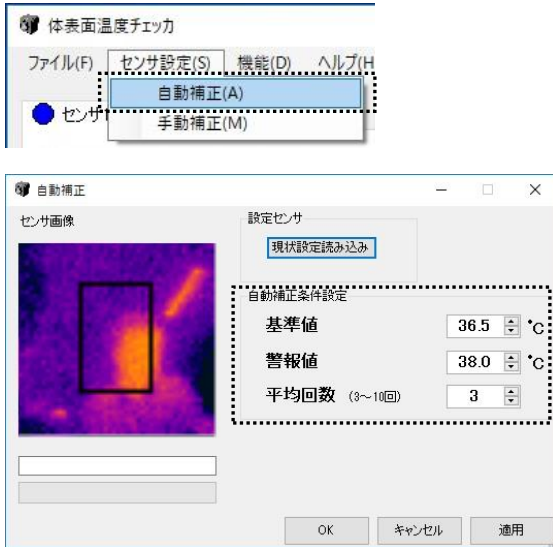 体表面温度チェッカ
ファイル(F) センサ設定(S) 機能(D) ヘルプ(H
自動補正(A)
センサ
手動補正(M)
自動補正
センサ画像
設定センサ
現状設定読み込み
自動補正条件設定
基準値 36.5 °C
警報値 38.0 °C
平均回数 (3～10回) 3
OK キャンセル 適用